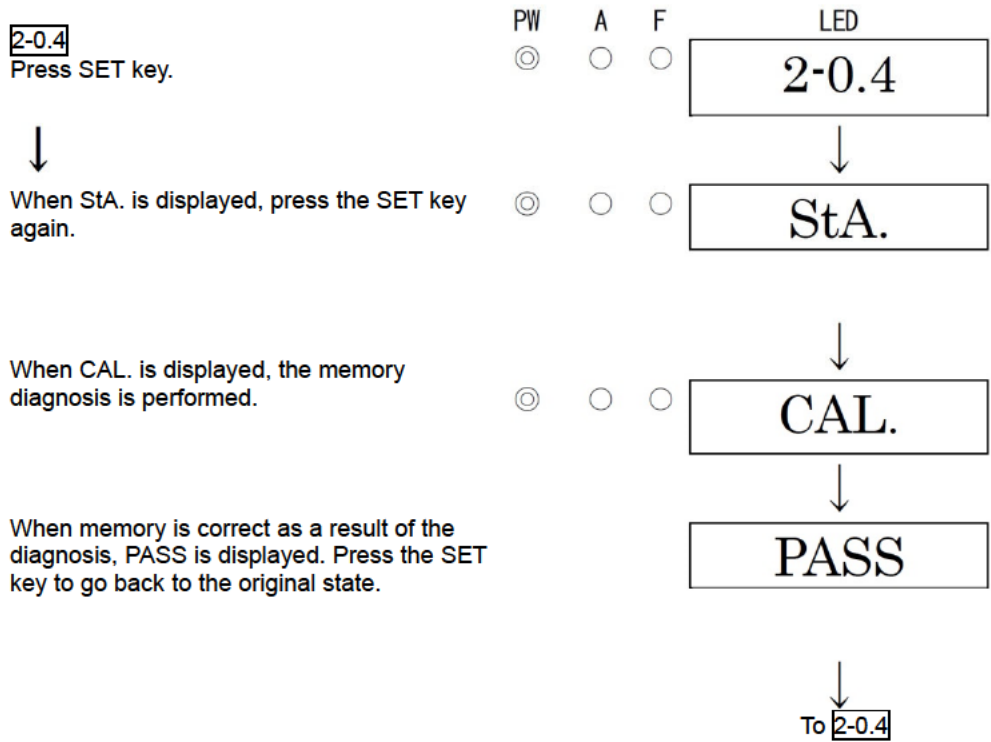 PW A F LED
2-0.4
Press SET key.
2-0.4
When StA. is displayed, press the SET key
again.
StA.
When CAL. is displayed, the memory
diagnosis is performed.
CAL.
When memory is correct as a result of the
diagnosis, PASS is displayed. Press the SET
key to go back to the original state.
PASS
To 2-0.4